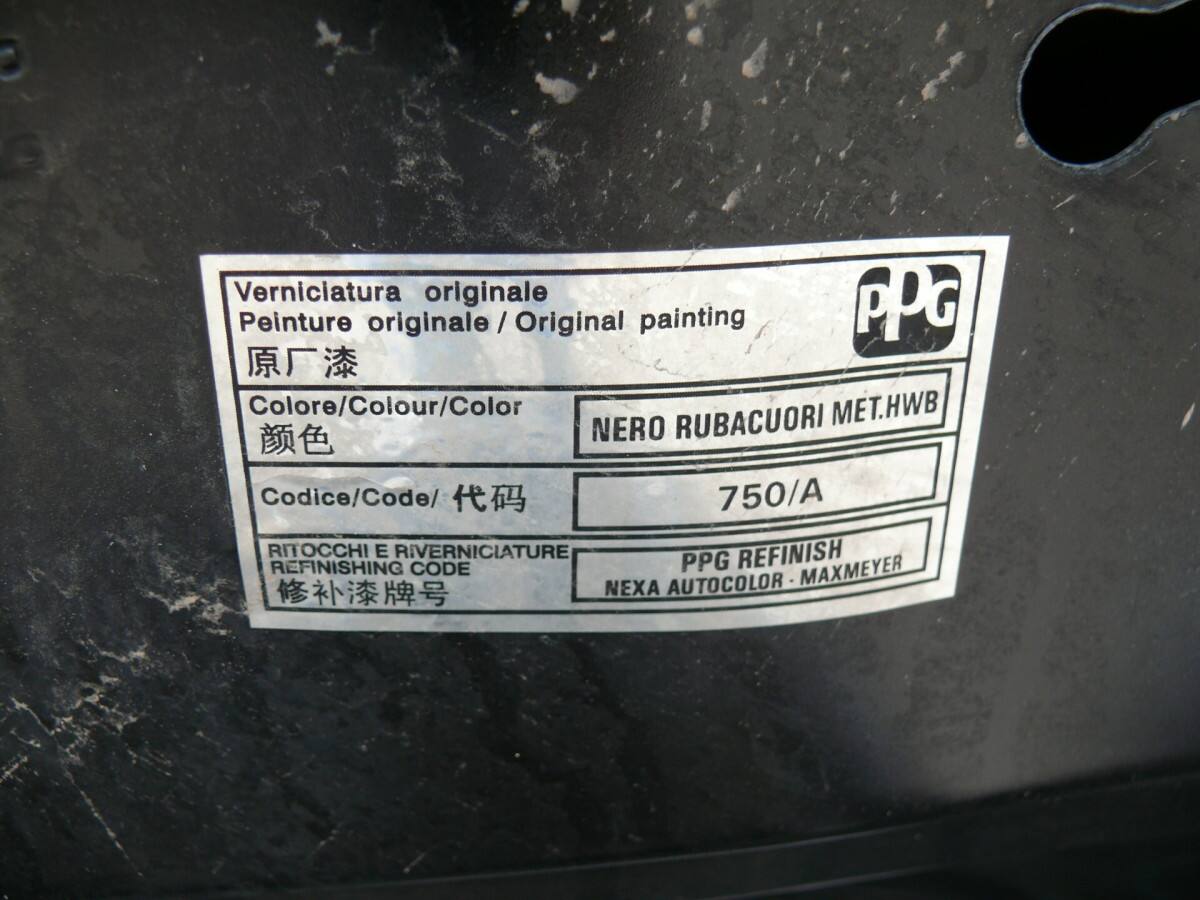 Verniciatura originale
Peinture originale / Original painting
原厂漆
PPG
Colore/Colour/Color
颜色
NERO RUBACUORI MET.HWB
Codice/Code/ 代码
750/A
RITOCCHI E RIVERNICIATURE
REFINISHING CODE
修补漆牌号
PPG REFINISH
NEXA AUTOCOLOR - MAXMEYER